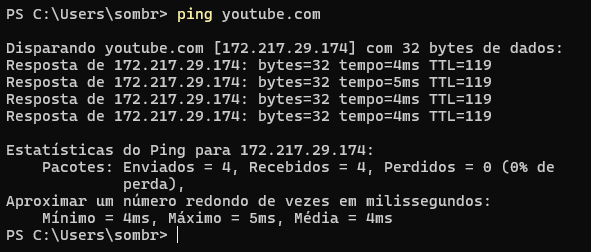 PS C:\Users\sombr> ping youtube.com
Disparando youtube.com [172.217.29.174] com 32 bytes de dados:
Resposta de 172.217.29.174: bytes=32 tempo=4ms TTL=119
Resposta de 172.217.29.174: bytes=32 tempo=5ms TTL=119
Resposta de 172.217.29.174: bytes=32 tempo=4ms TTL=119
Resposta de 172.217.29.174: bytes=32 tempo=4ms TTL=119
Estatísticas do Ping para 172.217.29.174:
Pacotes: Enviados = 4, Recebidos = 4, Perdidos = 0 (0% de
perda),
Aproximar um número redondo de vezes em milissegundos:
Mínimo = 4ms, Máximo = 5ms, Média = 4ms
PS C:\Users\sombr>